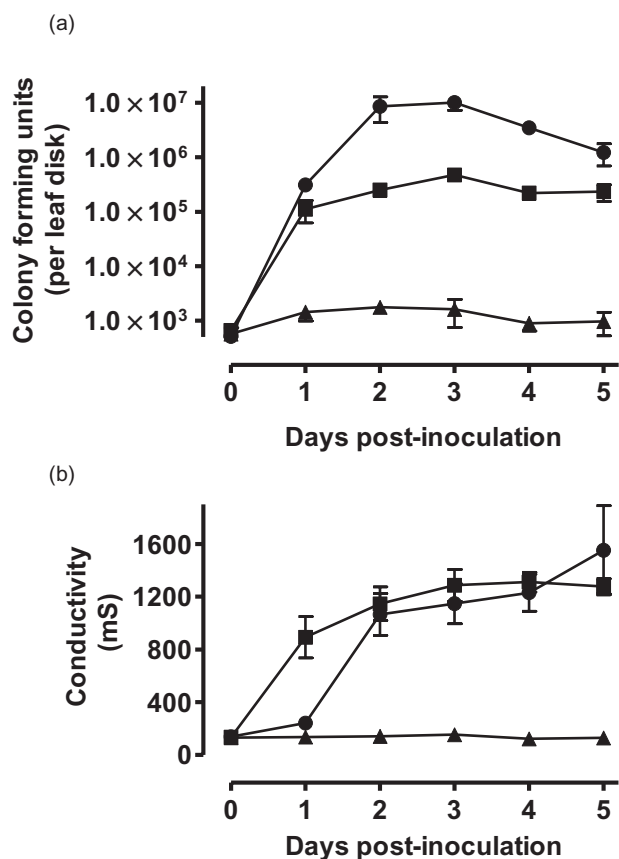 (a)
Colony forming units
(per leaf disk)
1.0 × 10⁷
1.0 × 10⁶
1.0 × 10⁵
1.0 × 10⁴
1.0 × 10³
0 1 2 3 4 5
Days post-inoculation
(b)
Conductivity
(mS)
1600
1200
800
400
0
0 1 2 3 4 5
Days post-inoculation